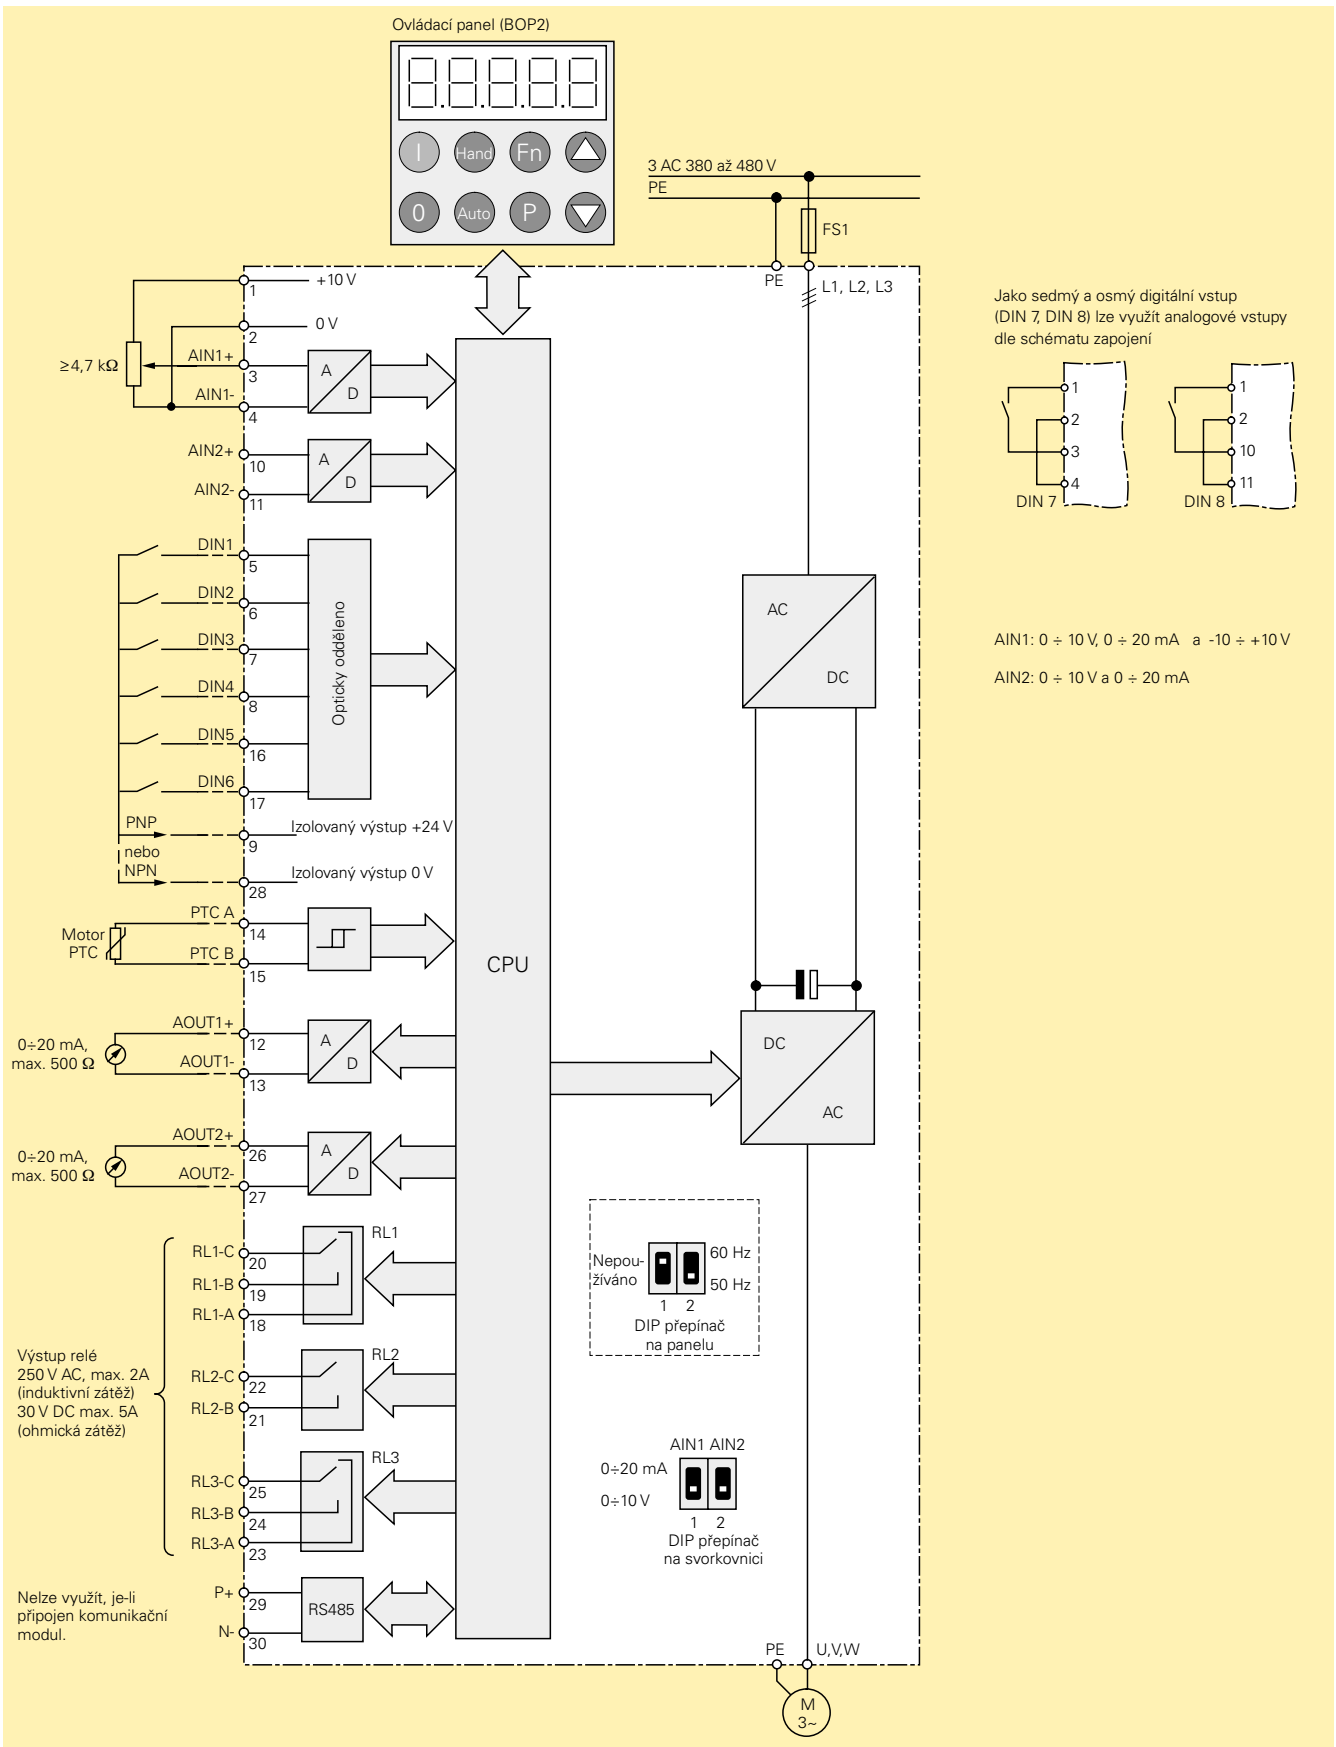 Ovládací panel (BOP2)
I Hand Fn
0 Auto P
3 AC 380 až 480 V
PE
FS1
PE
L1, L2, L3
1 +10 V
2 0 V
≥4,7 kΩ
AIN1+ 3
AIN1- 4
A D
AIN2+ 10
AIN2- 11
A D
DIN1 5
DIN2 6
DIN3 7
DIN4 8
DIN5 16
DIN6 17
Opticky odděleno
PNP 9 Izolovaný výstup +24 V
nebo
NPN 28 Izolovaný výstup 0 V
Motor
PTC
PTC A 14
PTC B 15
CPU
0÷20 mA,
max. 500 Ω
AOUT1+ 12
AOUT1- 13
A D
0÷20 mA,
max. 500 Ω
AOUT2+ 26
AOUT2- 27
A D
Výstup relé
250 V AC, max. 2A
(induktivní zátěž)
30 V DC max. 5A
(ohmická zátěž)
RL1
RL1-C 20
RL1-B 19
RL1-A 18
RL2
RL2-C 22
RL2-B 21
RL3
RL3-C 25
RL3-B 24
RL3-A 23
Nelze využít, je-li
připojen komunikační
modul.
P+ 29
N- 30
RS485
AC
DC
DC
AC
Nepou-
žíváno
60 Hz
50 Hz
1 2
DIP přepínač
na panelu
AIN1 AIN2
0÷20 mA
0÷10 V
1 2
DIP přepínač
na svorkovnici
PE
U,V,W
M
3~
Jako sedmý a osmý digitální vstup
(DIN 7, DIN 8) lze využít analogové vstupy
dle schématu zapojení
1
2
3
4
DIN 7
1
2
10
11
DIN 8
AIN1: 0 ÷ 10 V, 0 ÷ 20 mA a -10 ÷ +10 V
AIN2: 0 ÷ 10 V a 0 ÷ 20 mA